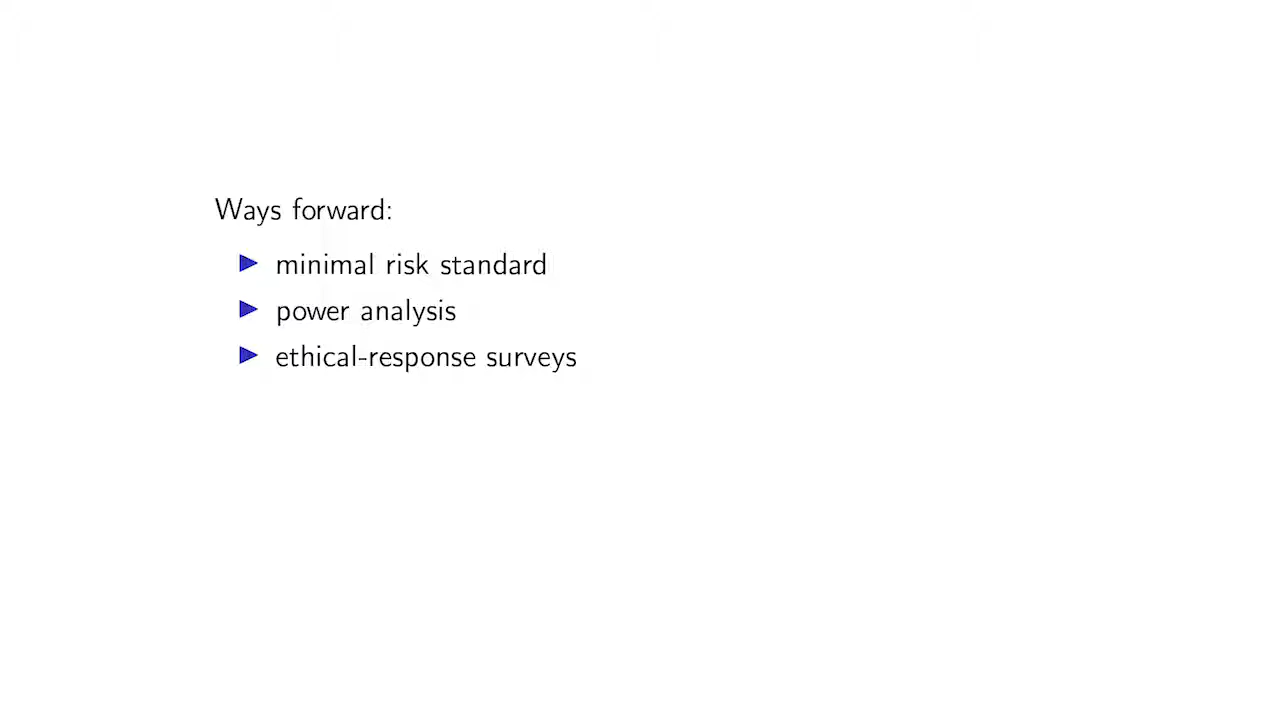 Ways forward:
▶ minimal risk standard
▶ power analysis
▶ ethical-response surveys